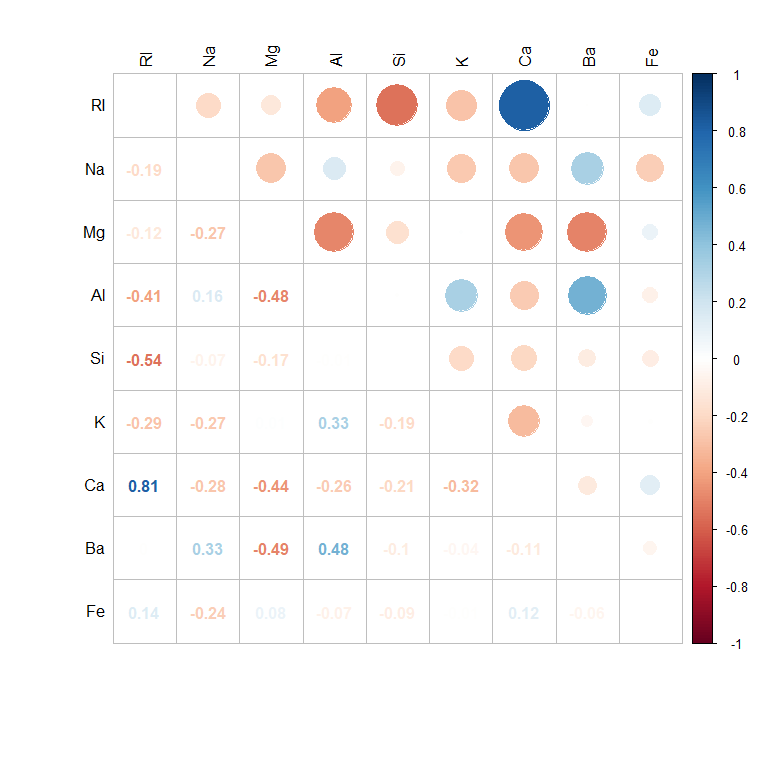 RI Na Mg Al Si K Ca Ba Fe
1
RI
0.8
Na -0.19
0.6
Mg -0.12 -0.27
0.4
Al -0.41 0.16 -0.48
0.2
Si -0.54 -0.07 -0.17
0
-0.2
K -0.29 -0.27 0.33 -0.19
-0.4
Ca 0.81 -0.28 -0.44 -0.26 -0.21 -0.32
-0.6
Ba 0.33 -0.49 0.48 -0.1 -0.04 -0.11
-0.8
Fe 0.14 -0.24 0.08 -0.07 -0.09 0.12 -0.06
-1